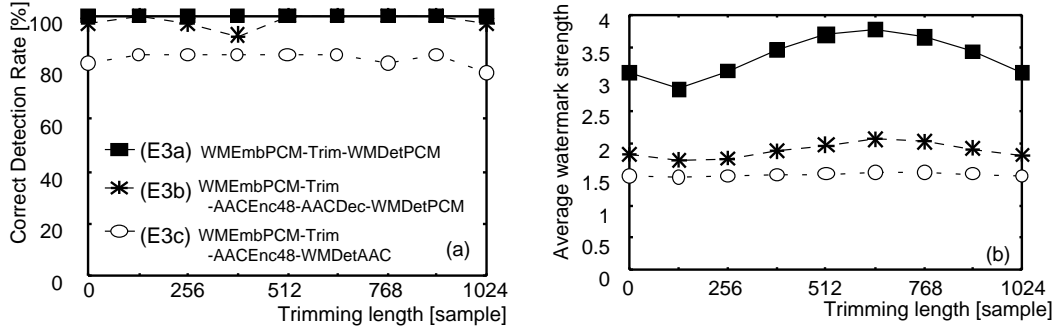 Correct Detection Rate [%]
100
80
60
40
20
0
(E3a) WMEmbPCM-Trim-WMDetPCM
(E3b) WMEmbPCM-Trim
-AACEnc48-AACDec-WMDetPCM
(E3c) WMEmbPCM-Trim
-AACEnc48-WMDetAAC
(a)
0 256 512 768 1024
Trimming length [sample]
Average watermark strength
4
3.5
3
2.5
2
1.5
1
0.5
0
(b)
0 256 512 768 1024
Trimming length [sample]